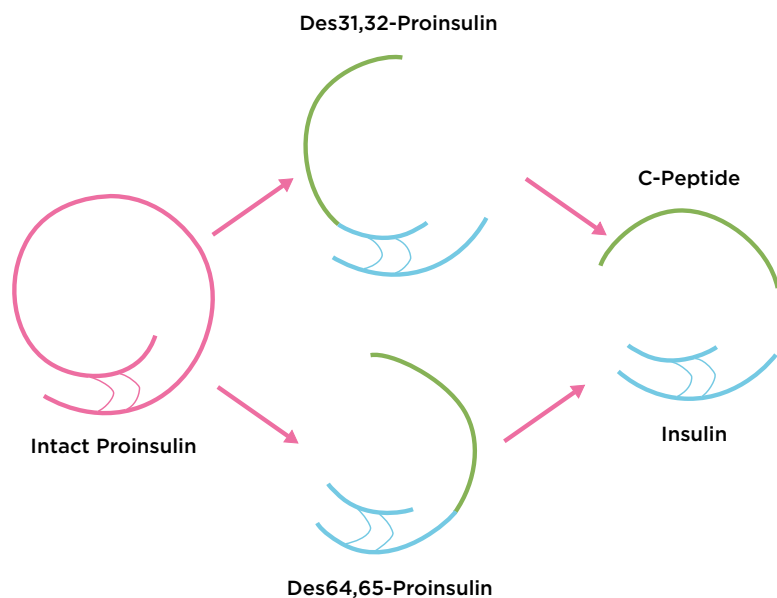 Des31,32-Proinsulin
C-Peptide
Intact Proinsulin
Insulin
Des64,65-Proinsulin